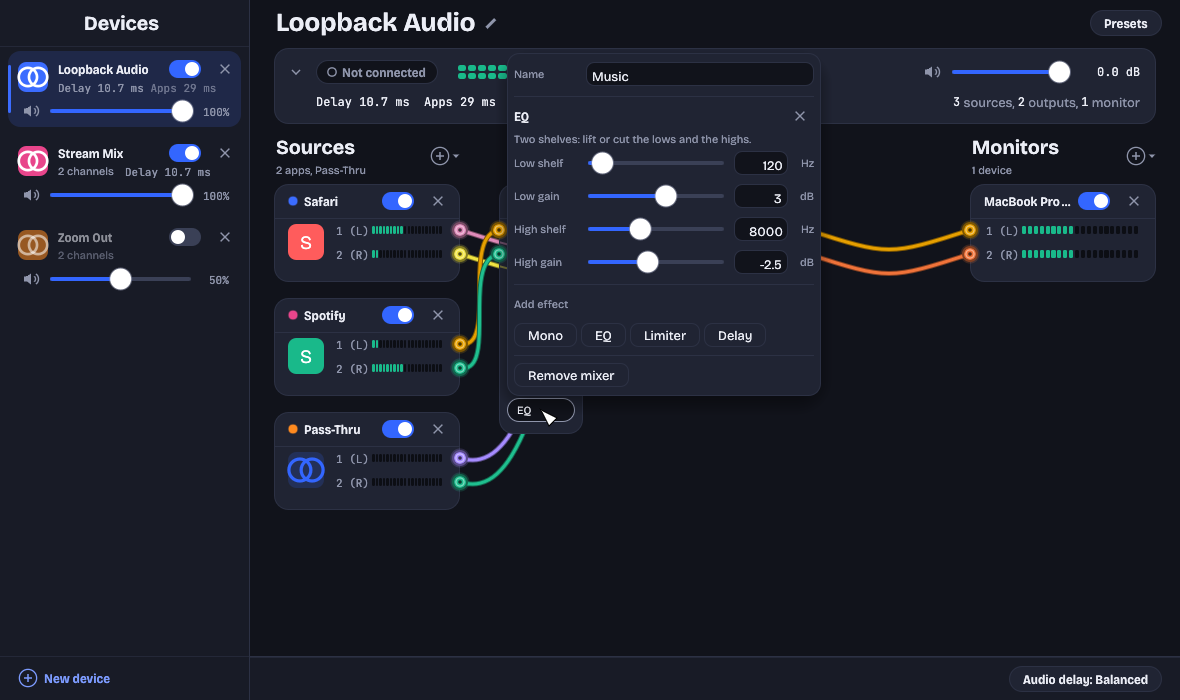 Devices
Loopback Audio
Delay 10.7 ms Apps 29 ms
100%
Stream Mix
2 channels Delay 10.7 ms
100%
Zoom Out
2 channels
50%
New device
Loopback Audio
Presets
Not connected
Delay 10.7 ms Apps 29 ms
0.0 dB
3 sources, 2 outputs, 1 monitor
Sources
2 apps, Pass-Thru
Safari
S
1 (L)
2 (R)
Spotify
S
1 (L)
2 (R)
Pass-Thru
1 (L)
2 (R)
Name Music
EQ
Two shelves: lift or cut the lows and the highs.
Low shelf 120 Hz
Low gain 3 dB
High shelf 8000 Hz
High gain -2.5 dB
Add effect
Mono EQ Limiter Delay
Remove mixer
EQ
Monitors
1 device
MacBook Pro...
1 (L)
2 (R)
Audio delay: Balanced